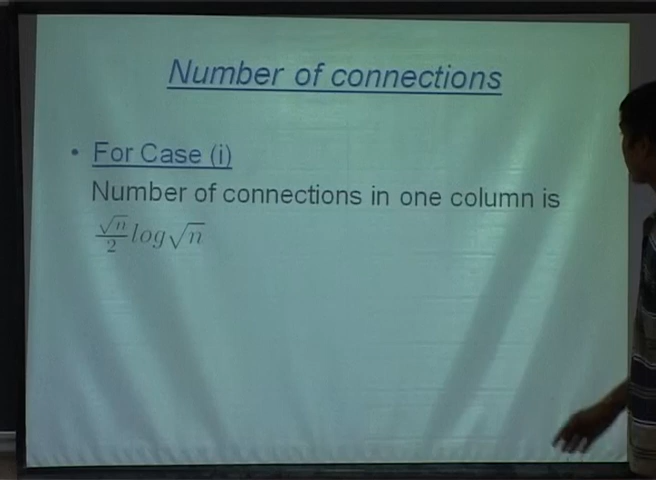 Number of connections
• For Case (i)
Number of connections in one column is
√n/2 log√n